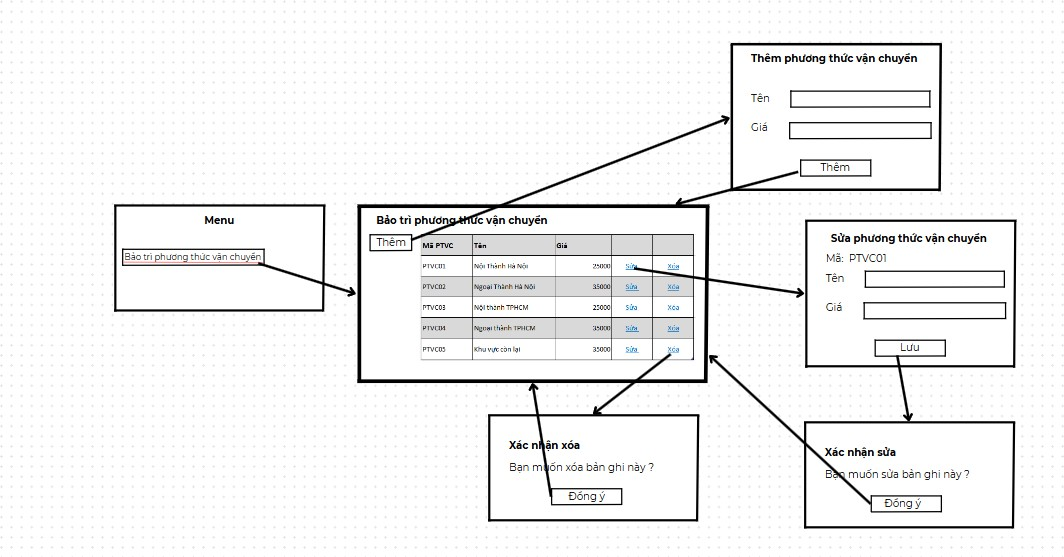 Thêm phương thức vận chuyển
Tên
Giá
Thêm
Menu
Bảo trì phương thức vận chuyển
Bảo trì phương thức vận chuyển
Thêm
Mã PTVC Tên Giá
PTVC01 Nội Thành Hà Nôi 25000 Sửa Xóa
PTVC02 Ngoại Thành Hà Nôi 35000 Sửa Xóa
PTVC03 Nội thành TPHCM 25000 Sửa Xóa
PTVC04 Ngoại thành TPHCM 35000 Sửa Xóa
PTVC05 Khu vực còn lại 35000 Sửa Xóa
Sửa phương thức vận chuyển
Mã: PTVC01
Tên
Giá
Lưu
Xác nhận xóa
Bạn muốn xóa bản ghi này ?
Đồng ý
Xác nhận sửa
Bạn muốn sửa bản ghi này ?
Đồng ý